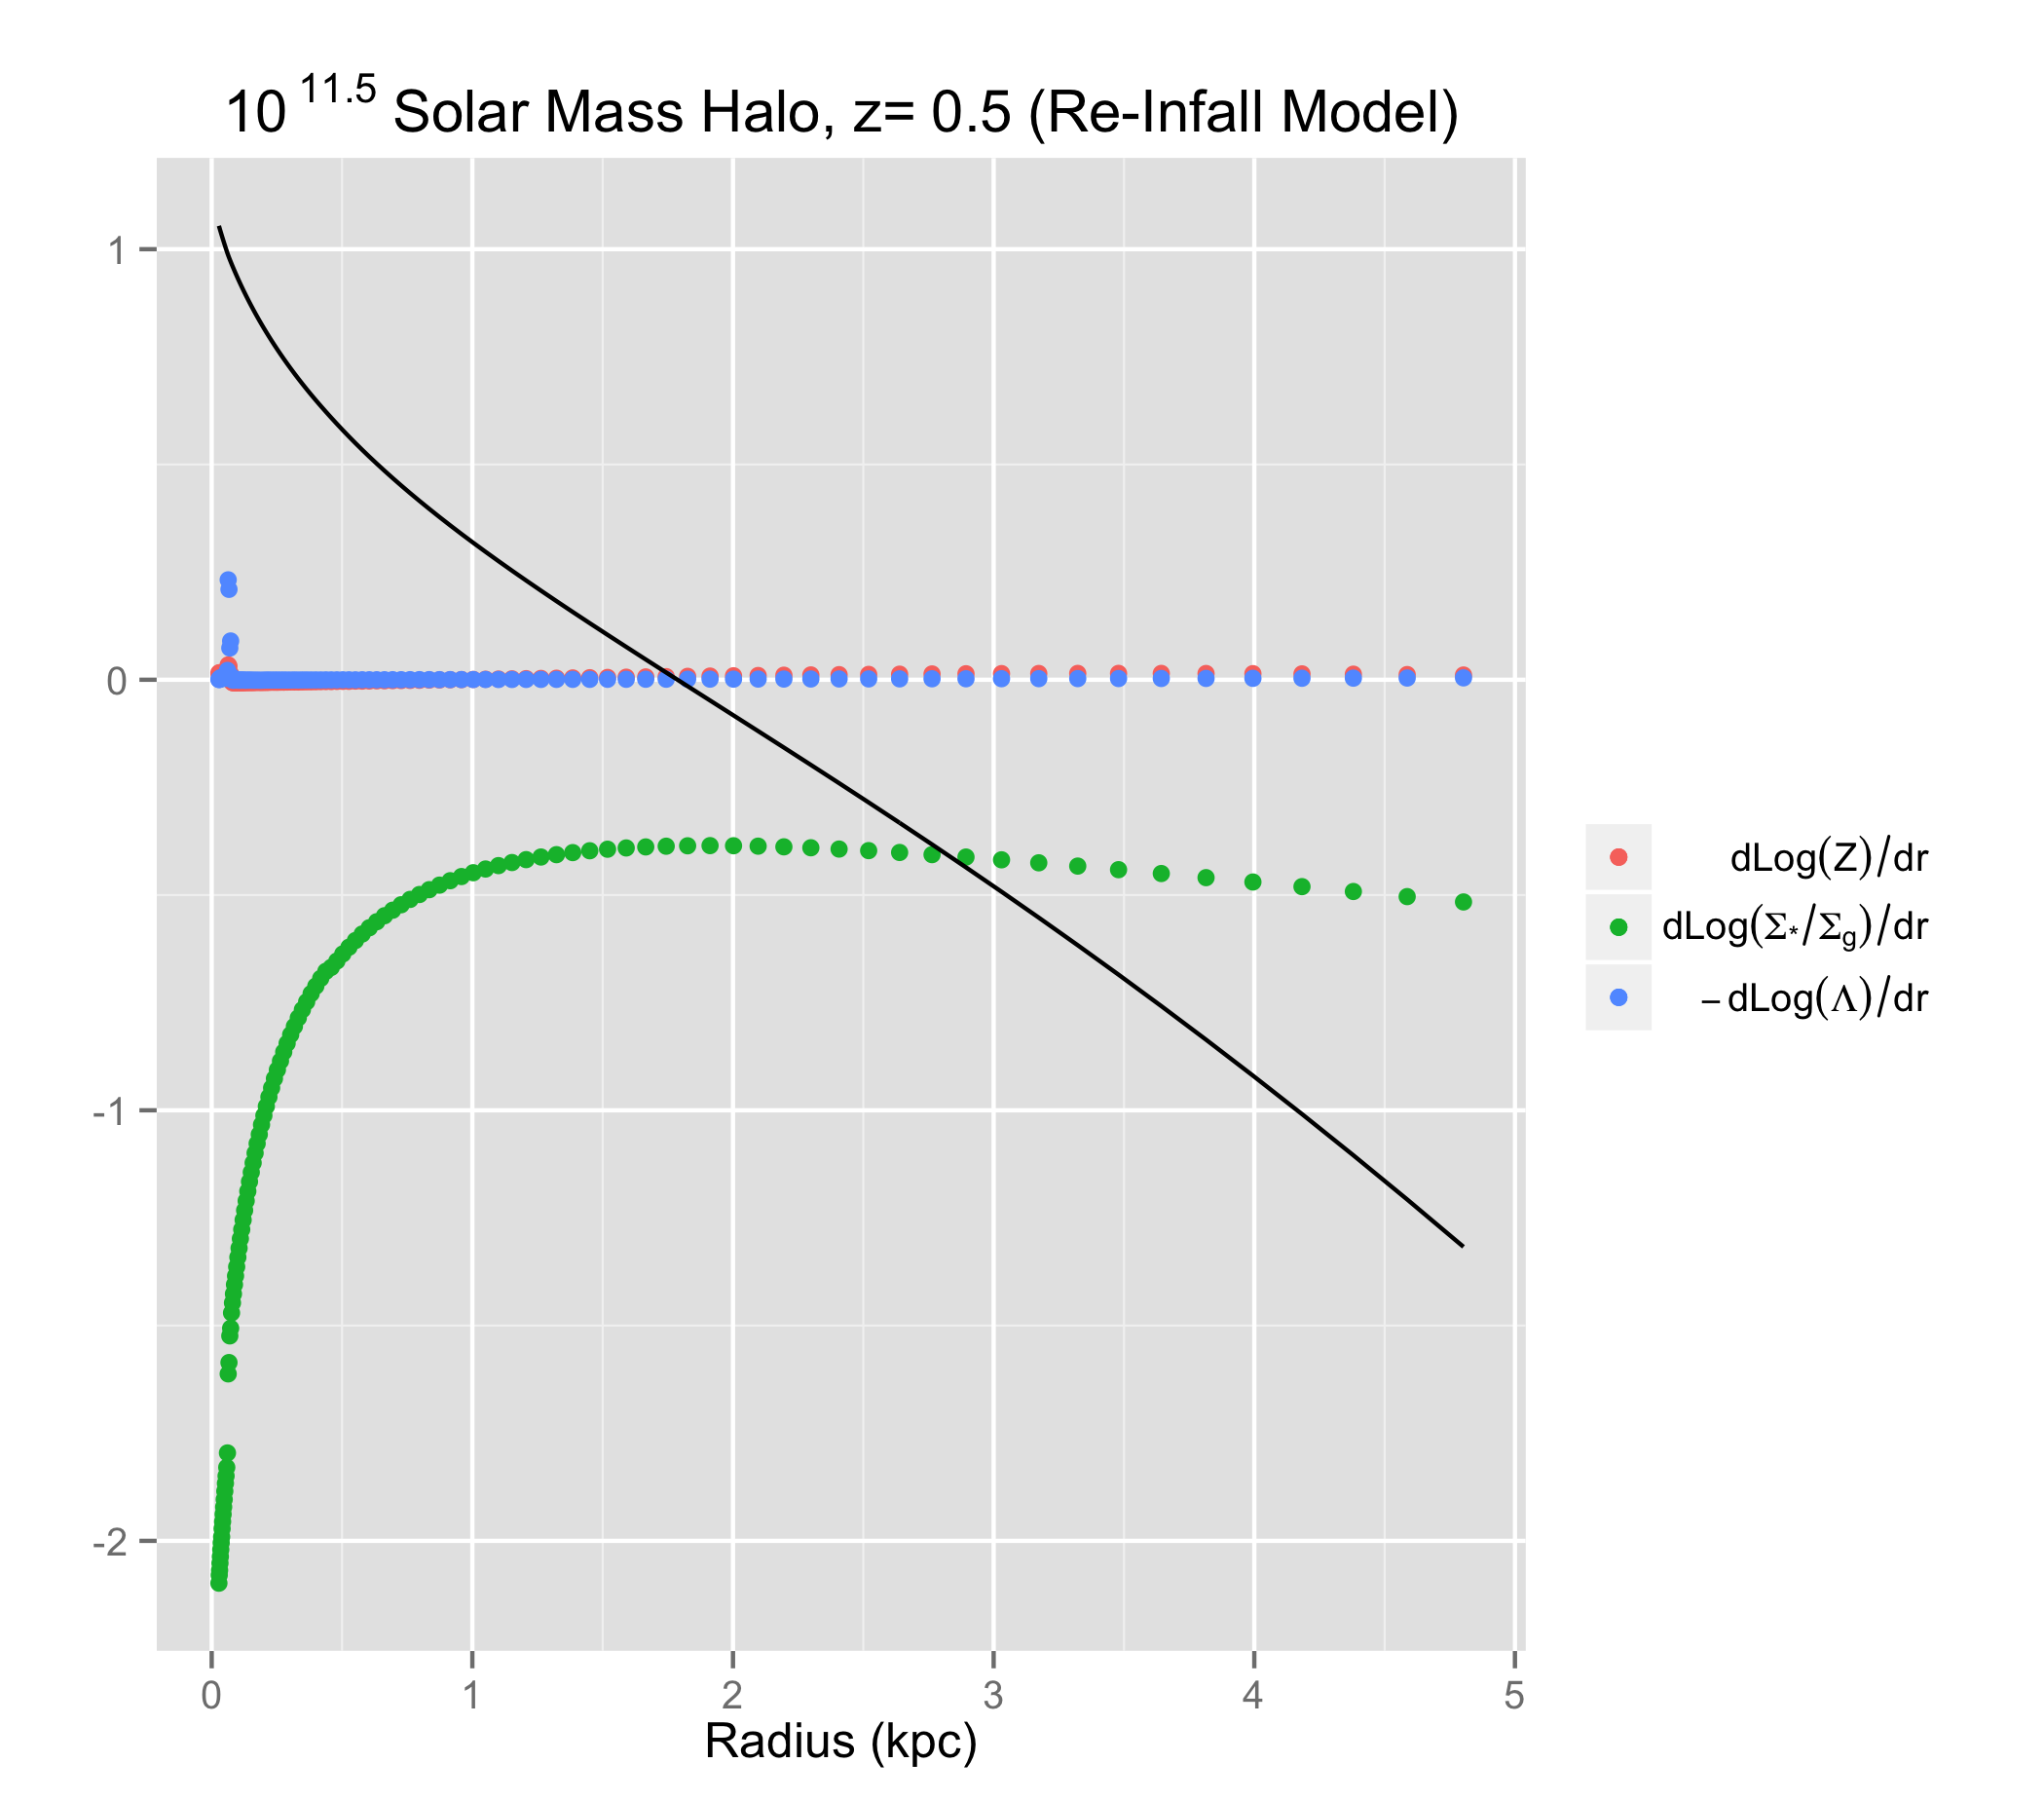 10^11.5 Solar Mass Halo, z= 0.5 (Re-Infall Model)
1
0
-1
-2
0 1 2 3 4 5
Radius (kpc)
dLog(Z)/dr
dLog(Σ*/Σg)/dr
−dLog(Λ)/dr